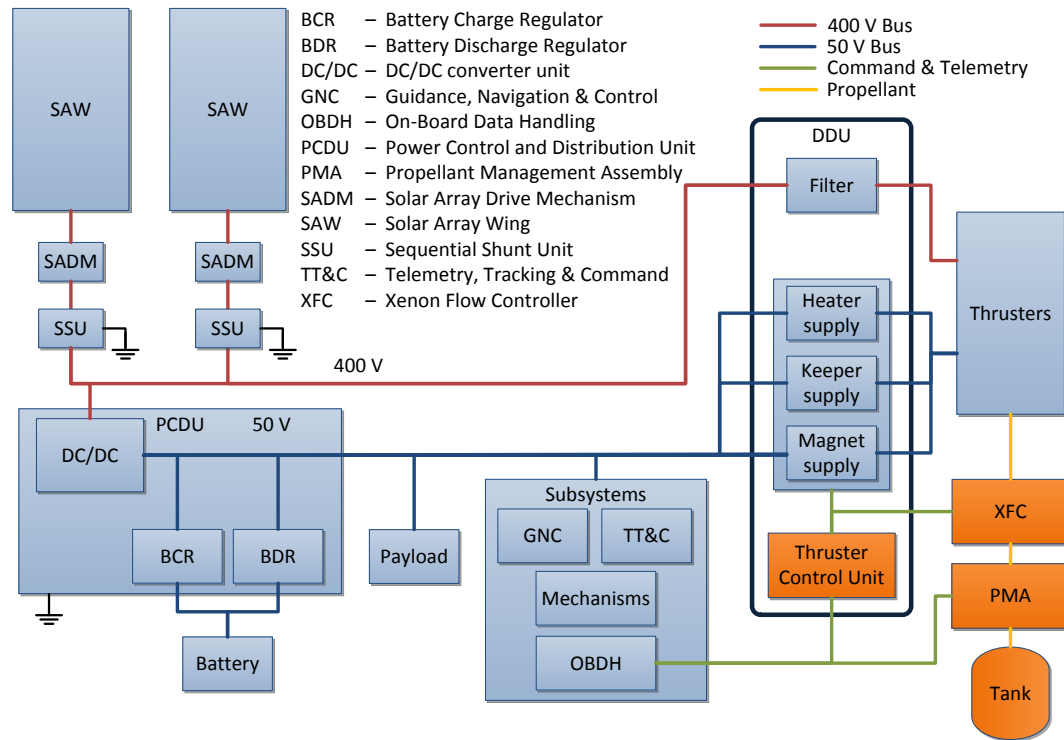 SAW
SAW
SADM
SADM
SSU
SSU
BCR – Battery Charge Regulator
BDR – Battery Discharge Regulator
DC/DC – DC/DC converter unit
GNC – Guidance, Navigation & Control
OBDH – On-Board Data Handling
PCDU – Power Control and Distribution Unit
PMA – Propellant Management Assembly
SADM – Solar Array Drive Mechanism
SAW – Solar Array Wing
SSU – Sequential Shunt Unit
TT&C – Telemetry, Tracking & Command
XFC – Xenon Flow Controller
400 V Bus
50 V Bus
Command & Telemetry
Propellant
400 V
PCDU
50 V
DC/DC
BCR
BDR
Battery
Payload
Subsystems
GNC
TT&C
Mechanisms
OBDH
DDU
Filter
Heater
supply
Keeper
supply
Magnet
supply
Thruster
Control Unit
Thrusters
XFC
PMA
Tank